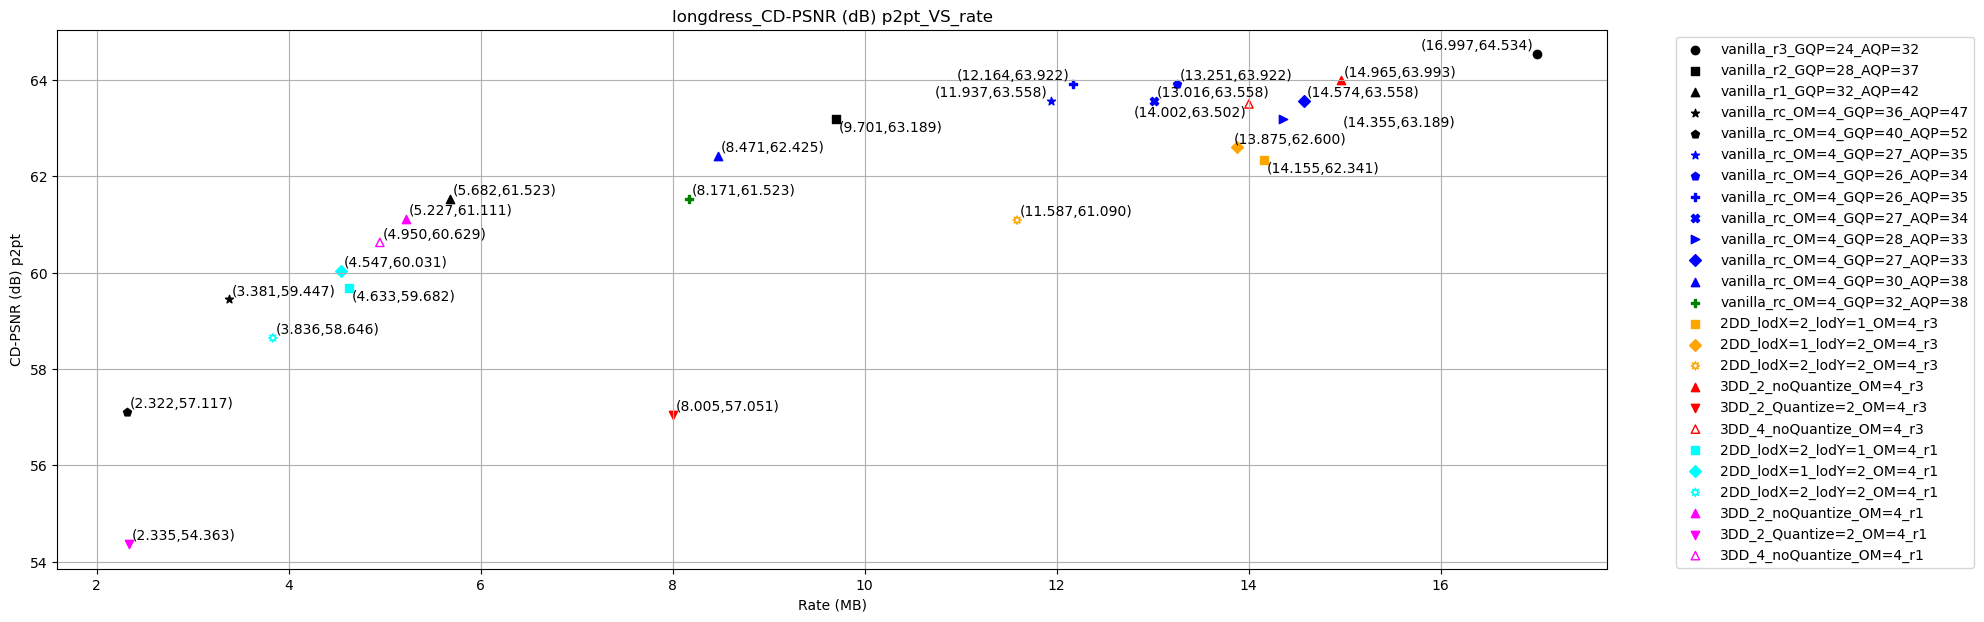 longdress_CD-PSNR (dB) p2pt_VS_rate
(16.997,64.534)
(12.164,63.922)
(13.251,63.922)
(14.965,63.993)
(11.937,63.558)
(13.016,63.558)
(14.574,63.558)
(14.002,63.502)
(14.355,63.189)
(9.701,63.189)
(13.875,62.600)
(8.471,62.425)
(14.155,62.341)
(5.682,61.523)
(8.171,61.523)
(5.227,61.111)
(11.587,61.090)
(4.950,60.629)
(4.547,60.031)
(4.633,59.682)
(3.381,59.447)
(3.836,58.646)
(2.322,57.117)
(8.005,57.051)
(2.335,54.363)
64
62
60
58
56
54
CD-PSNR (dB) p2pt
2 4 6 8 10 12 14 16
Rate (MB)
vanilla_r3_GQP=24_AQP=32
vanilla_r2_GQP=28_AQP=37
vanilla_r1_GQP=32_AQP=42
vanilla_rc_OM=4_GQP=36_AQP=47
vanilla_rc_OM=4_GQP=40_AQP=52
vanilla_rc_OM=4_GQP=27_AQP=35
vanilla_rc_OM=4_GQP=26_AQP=34
vanilla_rc_OM=4_GQP=26_AQP=35
vanilla_rc_OM=4_GQP=27_AQP=34
vanilla_rc_OM=4_GQP=28_AQP=33
vanilla_rc_OM=4_GQP=27_AQP=33
vanilla_rc_OM=4_GQP=30_AQP=38
vanilla_rc_OM=4_GQP=32_AQP=38
2DD_lodX=2_lodY=1_OM=4_r3
2DD_lodX=1_lodY=2_OM=4_r3
2DD_lodX=2_lodY=2_OM=4_r3
3DD_2_noQuantize_OM=4_r3
3DD_2_Quantize=2_OM=4_r3
3DD_4_noQuantize_OM=4_r3
2DD_lodX=2_lodY=1_OM=4_r1
2DD_lodX=1_lodY=2_OM=4_r1
2DD_lodX=2_lodY=2_OM=4_r1
3DD_2_noQuantize_OM=4_r1
3DD_2_Quantize=2_OM=4_r1
3DD_4_noQuantize_OM=4_r1